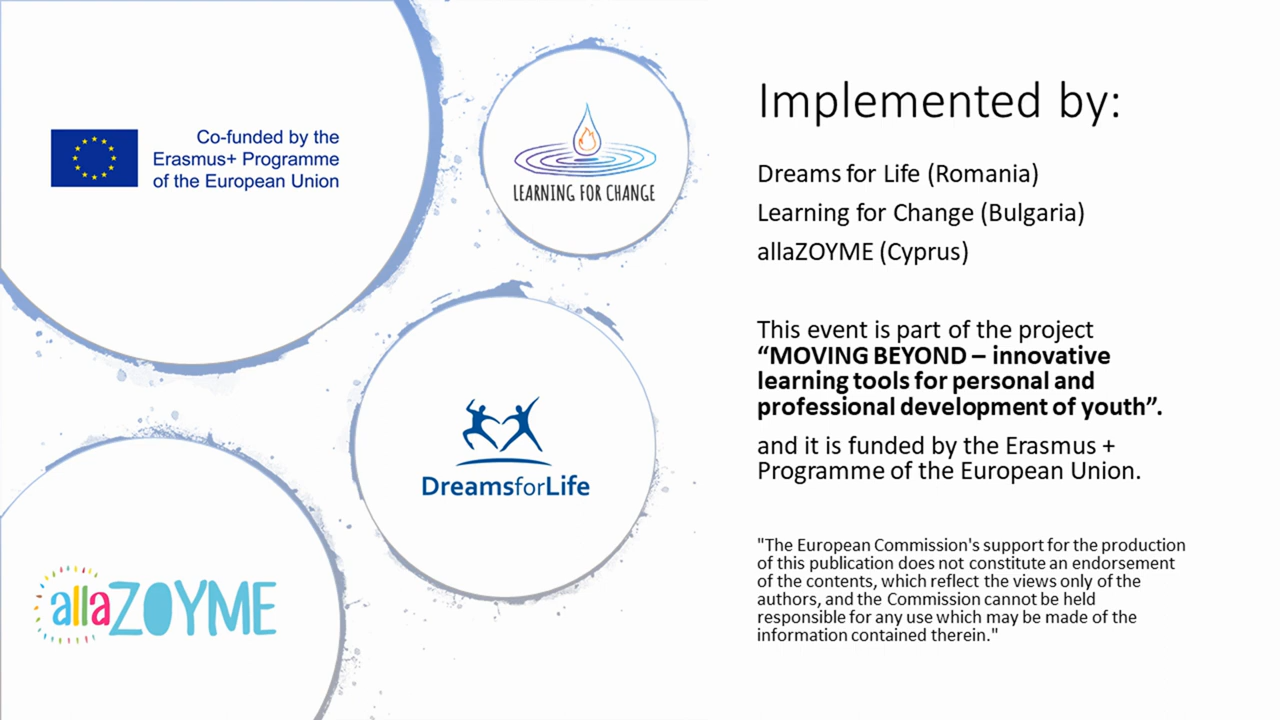 Co-funded by the
Erasmus+ Programme
of the European Union
LEARNING FOR CHANGE
DreamsforLife
allaZOYME
Implemented by:
Dreams for Life (Romania)
Learning for Change (Bulgaria)
allaZOYME (Cyprus)
This event is part of the project
“MOVING BEYOND – innovative
learning tools for personal and
professional development of youth”.
and it is funded by the Erasmus +
Programme of the European Union.
"The European Commission's support for the production
of this publication does not constitute an endorsement
of the contents, which reflect the views only of the
authors, and the Commission cannot be held
responsible for any use which may be made of the
information contained therein."